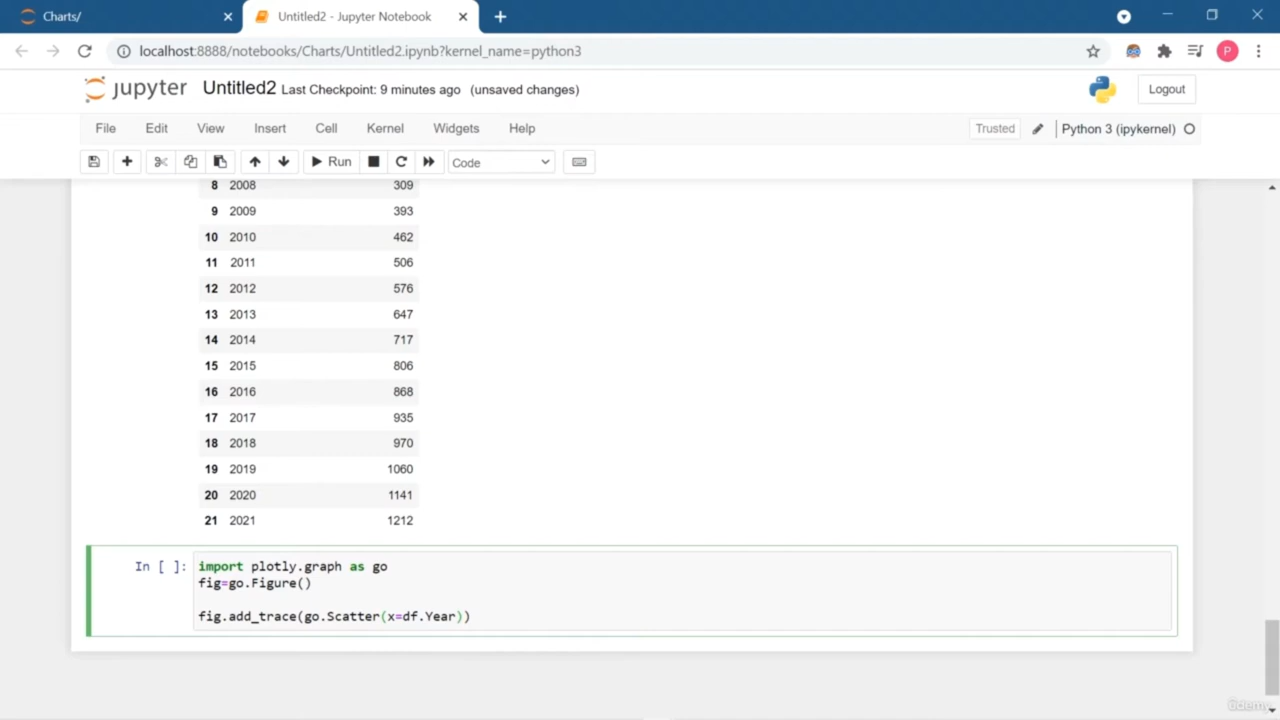 Charts/
Untitled2 - Jupyter Notebook
localhost:8888/notebooks/Charts/Untitled2.ipynb?kernel_name=python3
P
jupyter Untitled2 Last Checkpoint: 9 minutes ago (unsaved changes)
Logout
File Edit View Insert Cell Kernel Widgets Help
Trusted Python 3 (ipykernel)
Run Code
8 2008 309
9 2009 393
10 2010 462
11 2011 506
12 2012 576
13 2013 647
14 2014 717
15 2015 806
16 2016 868
17 2017 935
18 2018 970
19 2019 1060
20 2020 1141
21 2021 1212
In [ ]: import plotly.graph as go
fig=go.Figure()
fig.add_trace(go.Scatter(x=df.Year))
Udemy